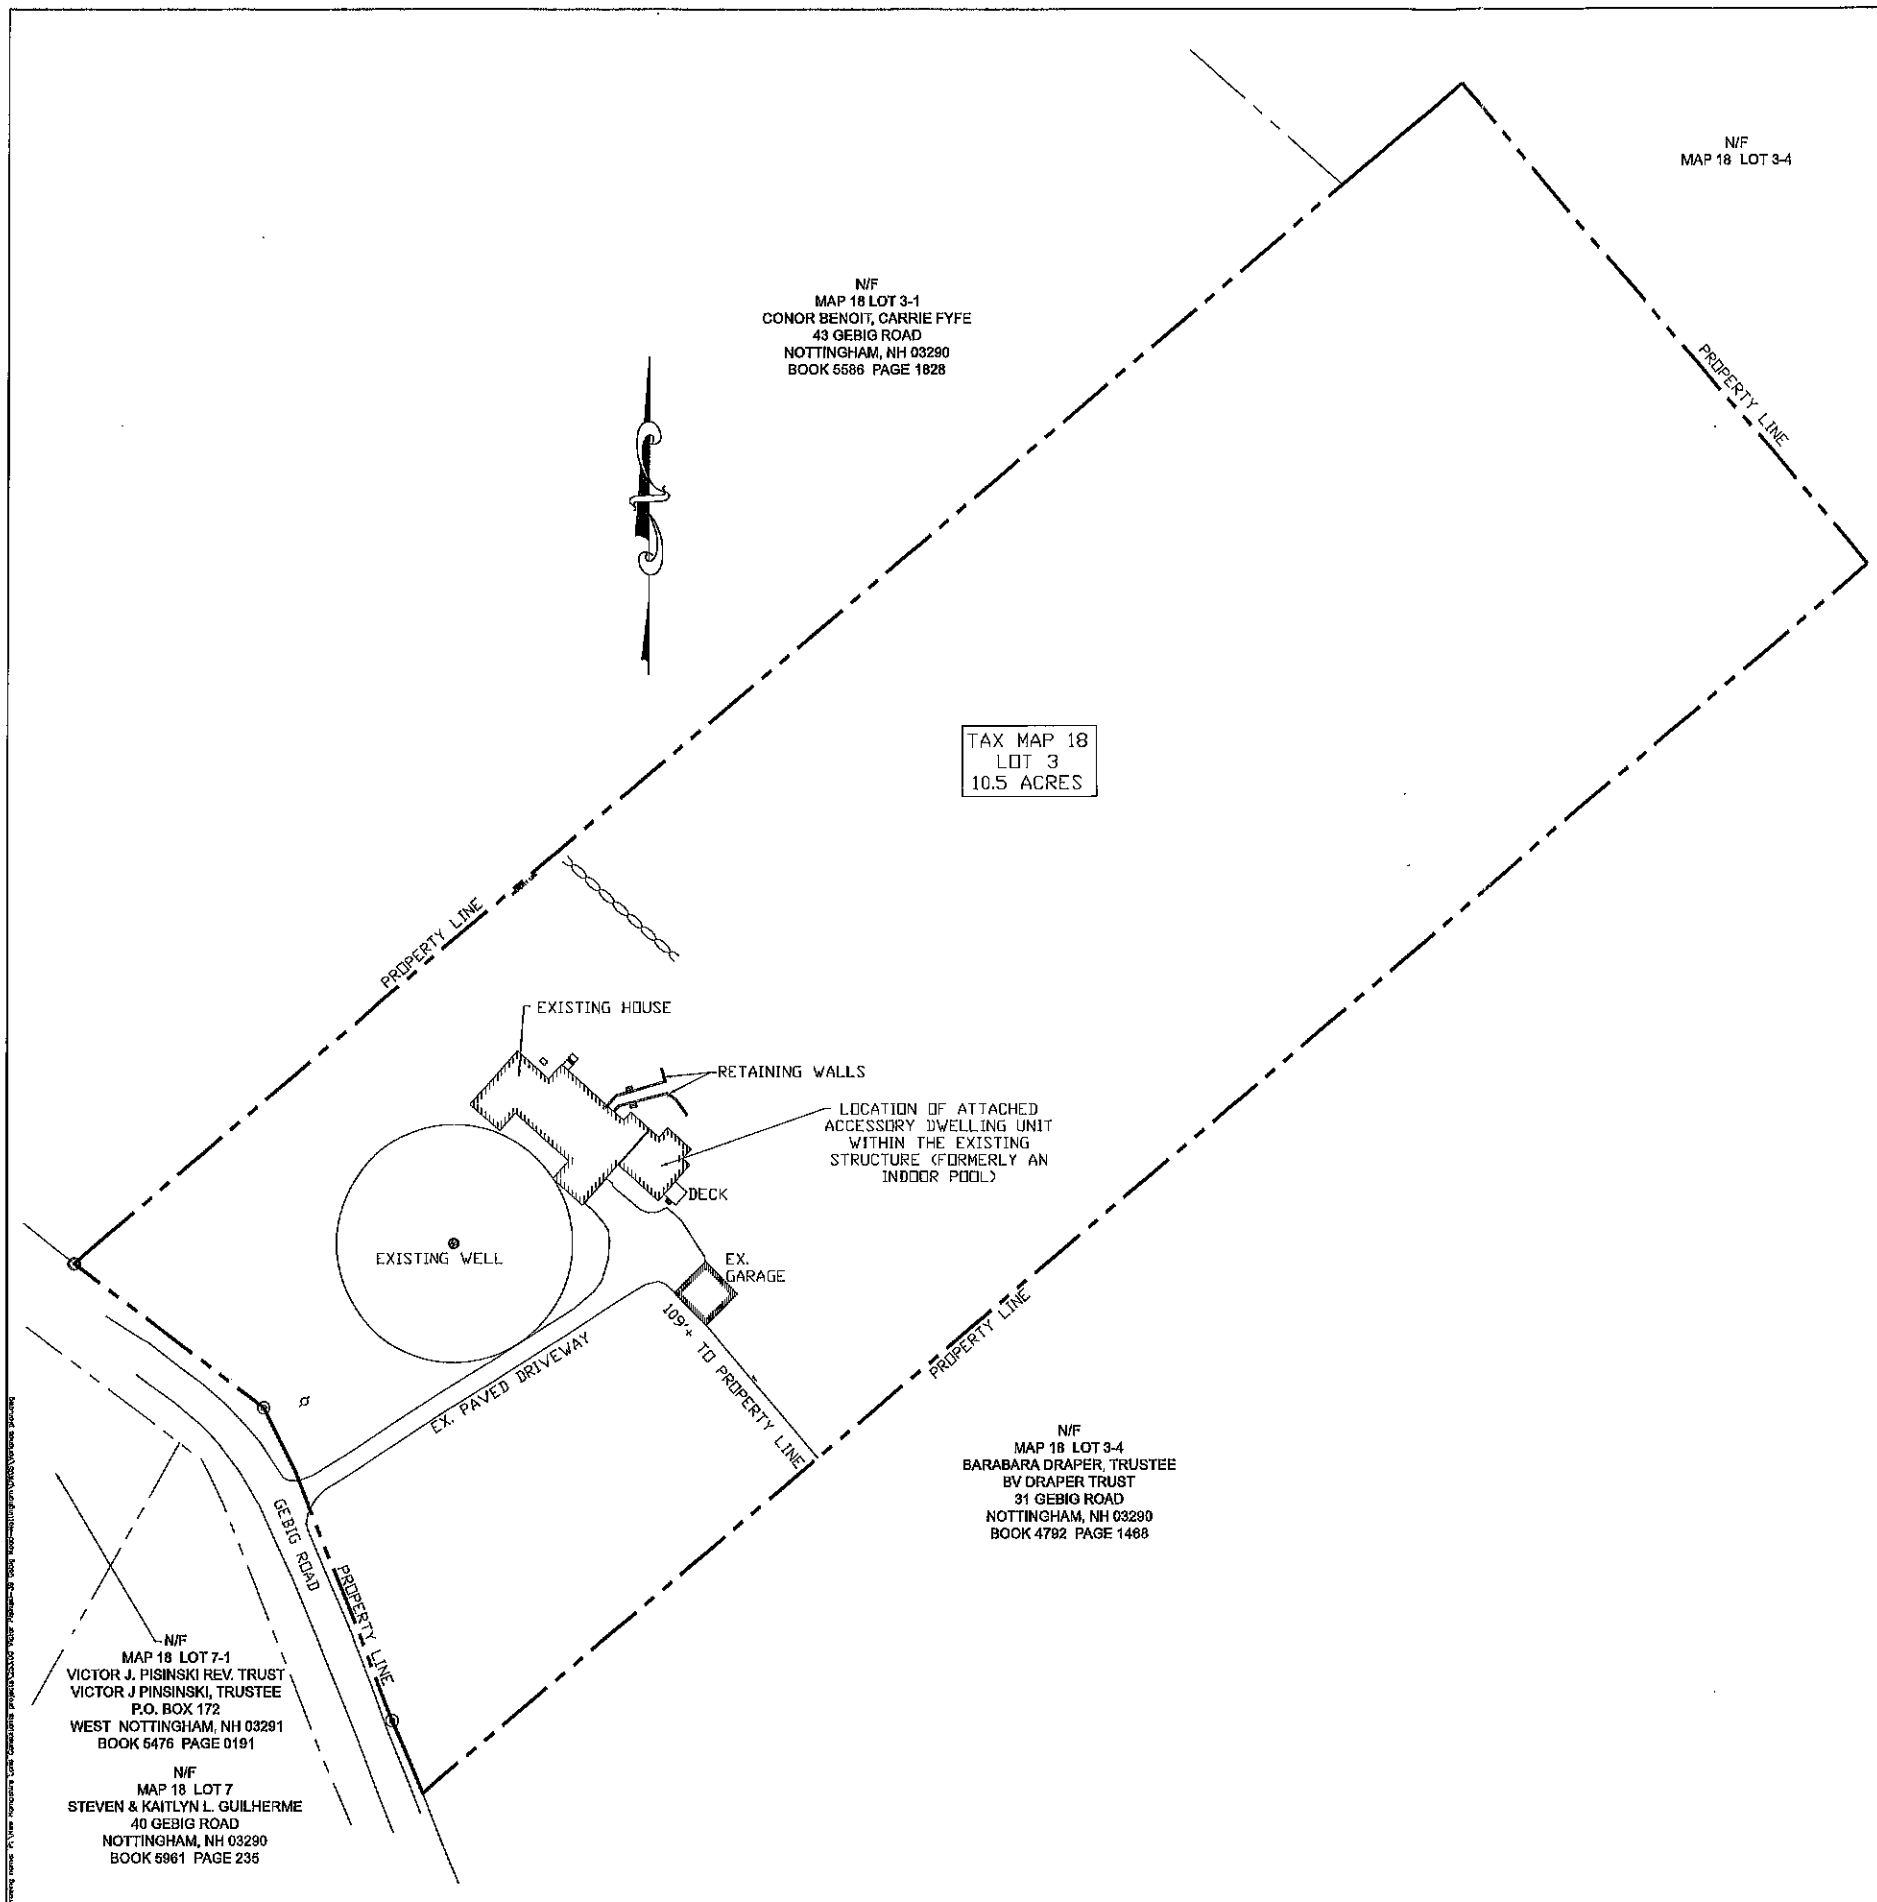 N/F
MAP 18 LOT 3-4
N/F
MAP 18 LOT 3-1
CONOR BENOIT, CARRIE FYFE
43 GEBIG ROAD
NOTTINGHAM, NH 03290
BOOK 5586 PAGE 1828
PROPERTY LINE
TAX MAP 18
LOT 3
10.5 ACRES
PROPERTY LINE
EXISTING HOUSE
RETAINING WALLS
LOCATION OF ATTACHED
ACCESSORY DWELLING UNIT
WITHIN THE EXISTING
STRUCTURE (FORMERLY AN
INDOOR POOL)
DECK
EXISTING WELL
EX.
GARAGE
109'+ TO PROPERTY LINE
EX. PAVED DRIVEWAY
PROPERTY LINE
N/F
MAP 18 LOT 3-4
BARABARA DRAPER, TRUSTEE
BV DRAPER TRUST
31 GEBIG ROAD
NOTTINGHAM, NH 03290
BOOK 4792 PAGE 1468
GEBIG ROAD
PROPERTY LINE
N/F
MAP 18 LOT 7-1
VICTOR J. PISINSKI REV. TRUST
VICTOR J PINSINSKI, TRUSTEE
P.O. BOX 172
WEST NOTTINGHAM, NH 03291
BOOK 5476 PAGE 0191
N/F
MAP 18 LOT 7
STEVEN & KAITLYN L. GUILHERME
40 GEBIG ROAD
NOTTINGHAM, NH 03290
BOOK 5961 PAGE 235